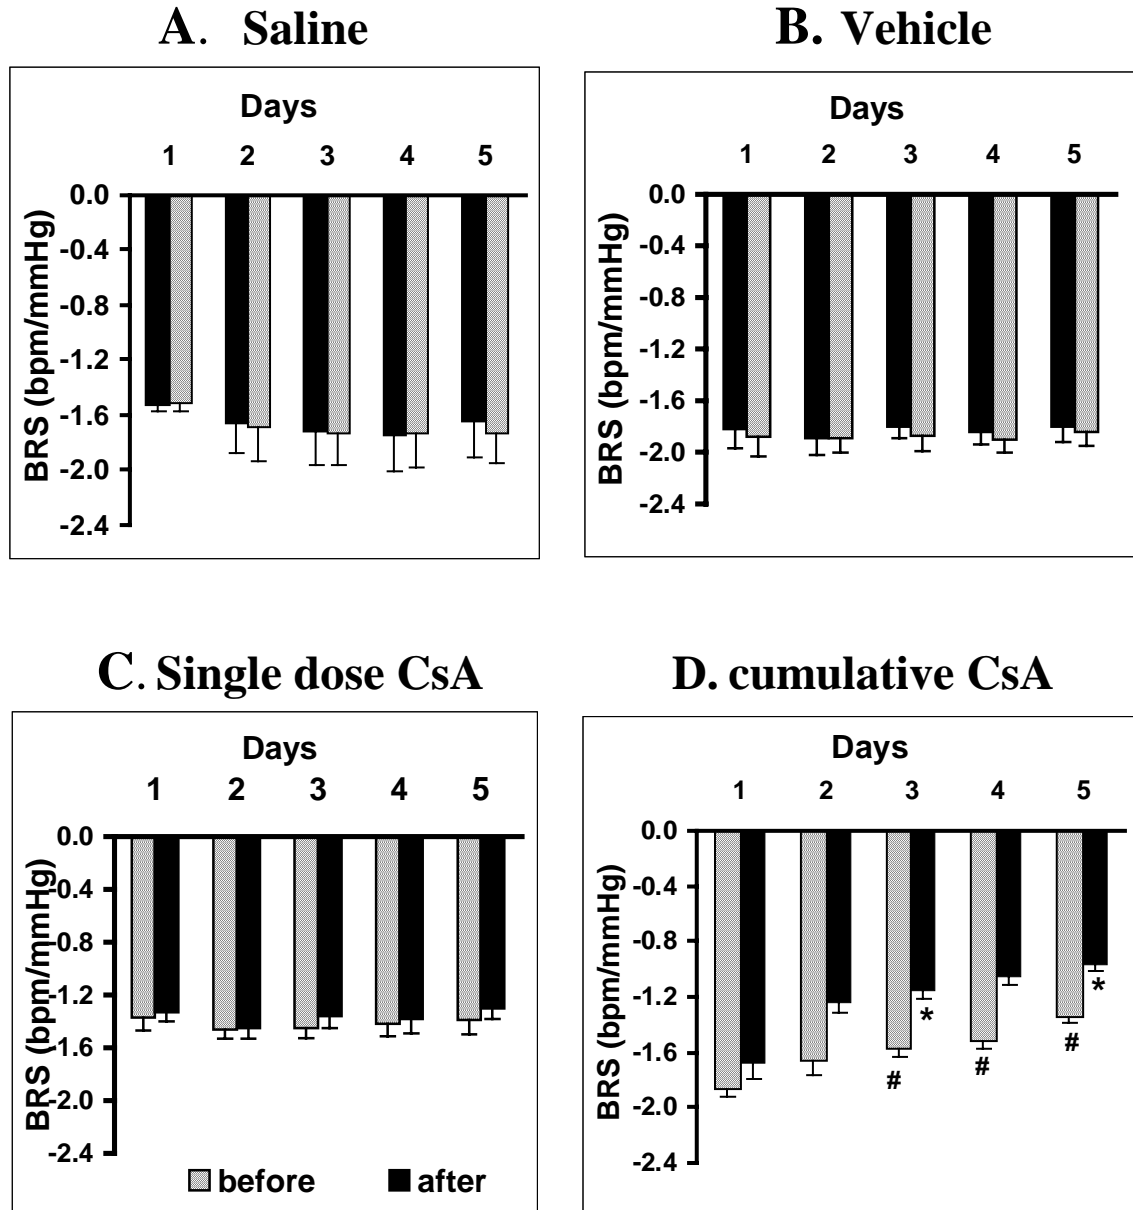 A. Saline
Days
1 2 3 4 5
0.0
-0.4
-0.8
-1.2
-1.6
-2.0
-2.4
BRS (bpm/mmHg)
B. Vehicle
Days
1 2 3 4 5
0.0
-0.4
-0.8
-1.2
-1.6
-2.0
-2.4
BRS (bpm/mmHg)
C. Single dose CsA
Days
1 2 3 4 5
0.0
-0.4
-0.8
-1.2
-1.6
-2.0
-2.4
BRS (bpm/mmHg)
before after
D. cumulative CsA
Days
1 2 3 4 5
0.0
-0.4
-0.8
-1.2
-1.6
-2.0
-2.4
BRS (bpm/mmHg)
# * # # *